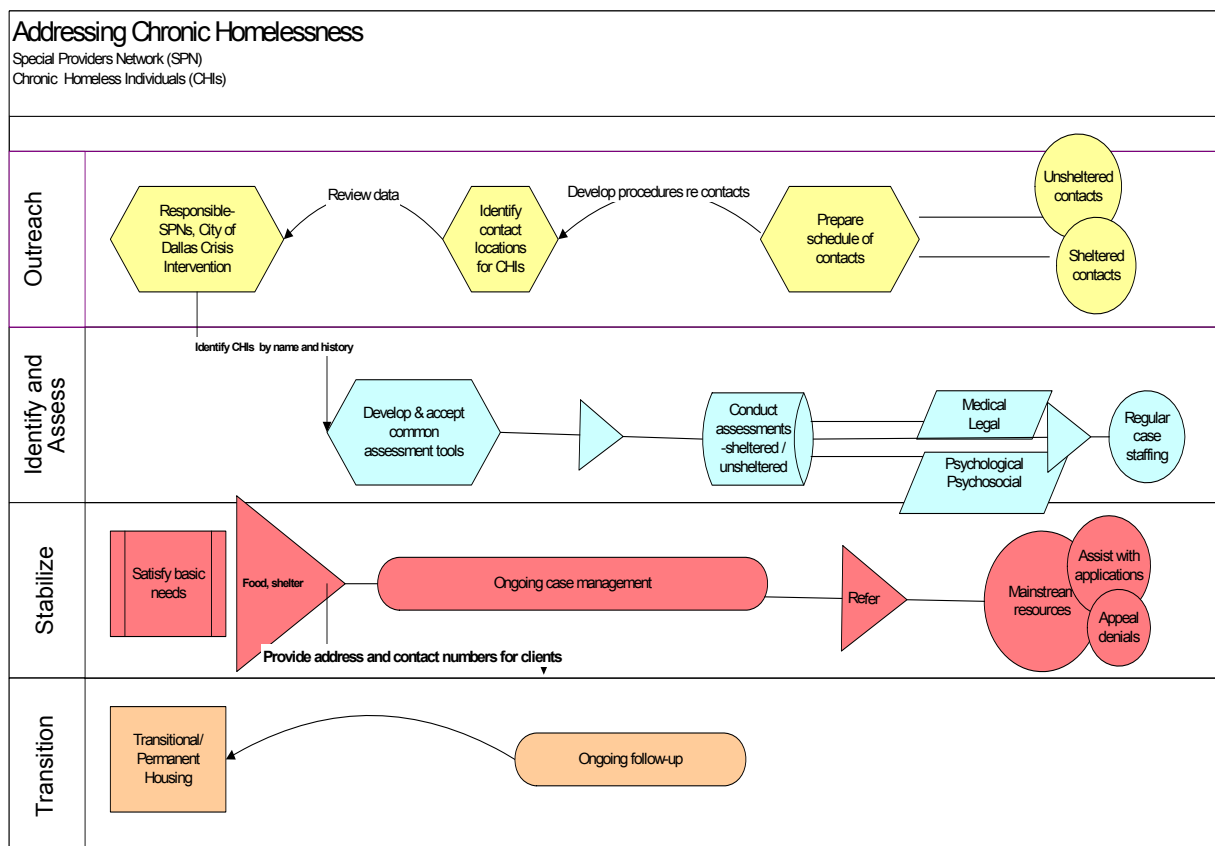 Addressing Chronic Homelessness
Special Providers Network (SPN)
Chronic Homeless Individuals (CHIs)
Outreach
Responsible-
SPNs, City of
Dallas Crisis
Intervention
Review data
Identify
contact
locations
for CHIs
Develop procedures re contacts
Prepare
schedule of
contacts
Unsheltered
contacts
Sheltered
contacts
Identify and
Assess
Identify CHIs by name and history
Develop & accept
common
assessment tools
Conduct
assessments
-sheltered /
unsheltered
Medical
Legal
Psychological
Psychosocial
Regular
case
staffing
Stabilize
Satisfy basic
needs
Food, shelter
Ongoing case management
Refer
Mainstream
resources
Assist with
applications
Appeal
denials
Provide address and contact numbers for clients
Transition
Transitional/
Permanent
Housing
Ongoing follow-up